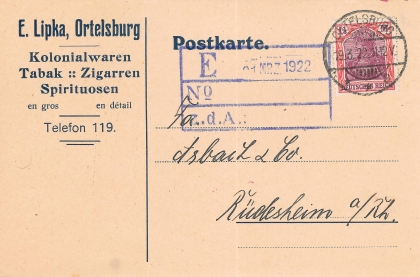 E. Lipka, Ortelsburg
Kolonialwaren
Tabak :: Zigarren
Spirituosen
en gros en détail
Telefon 119.
Postkarte.
E 1922
No
z.d.A.:
ORTELSBURG
DEUTSCHES REICH
Fa.
Asbach & Co.
Rüdesheim a/Rh.